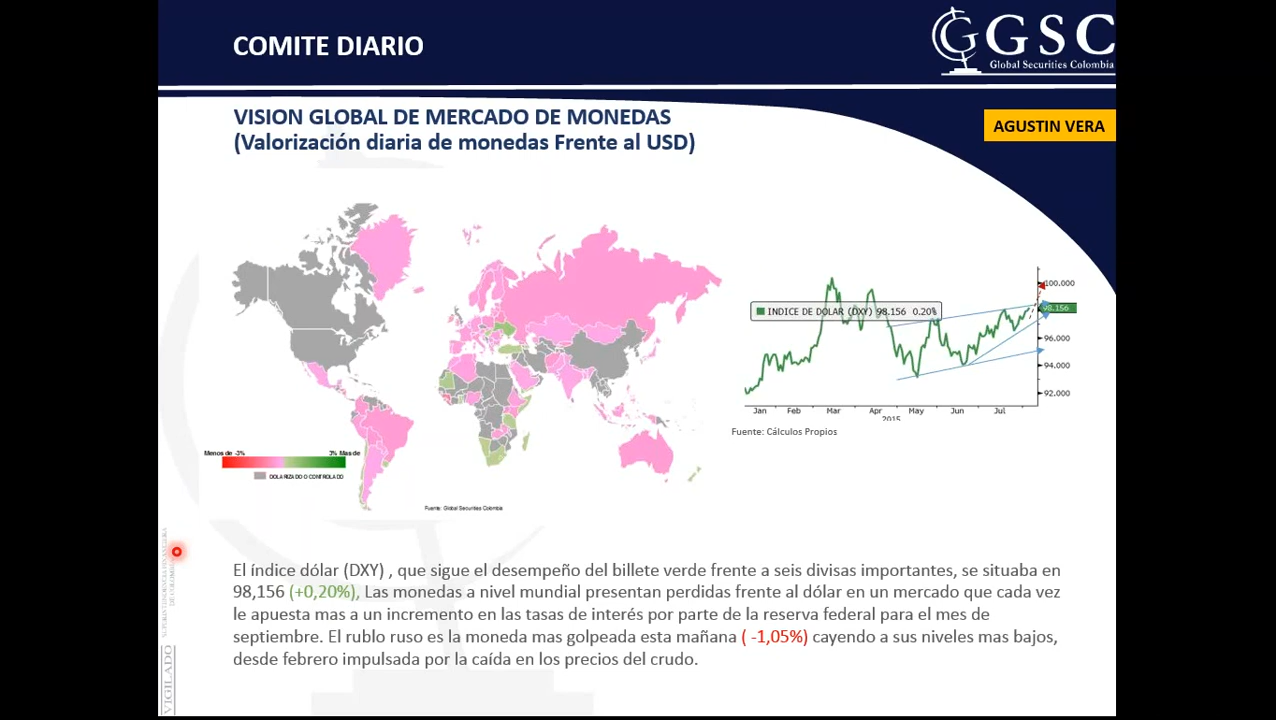 COMITE DIARIO
GSC
Global Securities Colombia
VISION GLOBAL DE MERCADO DE MONEDAS
(Valorización diaria de monedas Frente al USD)
AGUSTIN VERA
100.000
INDICE DE DOLAR (DXY) 98.156 0.20%
98.156
96.000
94.000
92.000
Jan Feb Mar Apr May Jun Jul
2015
Fuente: Cálculos Propios
Menos de -3% 3% Mas de
DOLARIZADO O CONTROLADO
Fuente: Global Securities Colombia
El índice dólar (DXY) , que sigue el desempeño del billete verde frente a seis divisas importantes, se situaba en
98,156 (+0,20%), Las monedas a nivel mundial presentan perdidas frente al dólar en un mercado que cada vez
le apuesta mas a un incremento en las tasas de interés por parte de la reserva federal para el mes de
septiembre. El rublo ruso es la moneda mas golpeada esta mañana ( -1,05%) cayendo a sus niveles mas bajos,
desde febrero impulsada por la caída en los precios del crudo.
VIGILADO
SUPERINTENDENCIA FINANCIERA
DE COLOMBIA